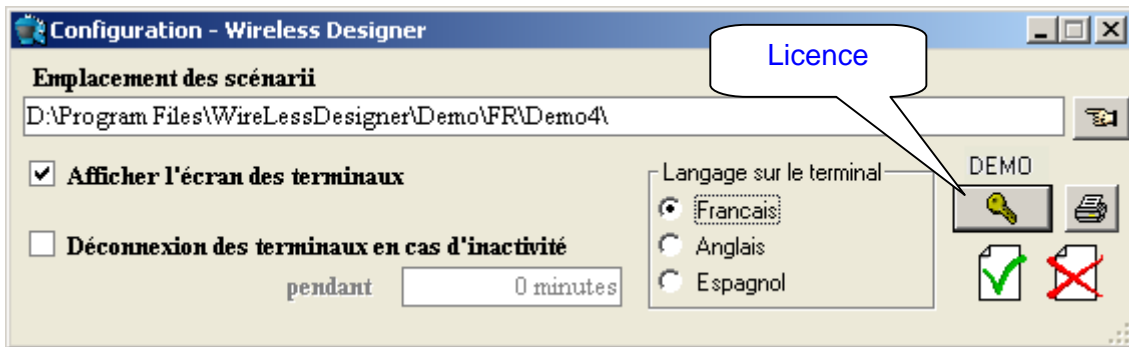 Configuration - Wireless Designer
Licence
Emplacement des scénarii
D:\Program Files\WireLessDesigner\Demo\FR\Demo4\
Afficher l'écran des terminaux
Langage sur le terminal
DEMO
Francais
Déconnexion des terminaux en cas d'inactivité
Anglais
pendant
0 minutes
Espagnol